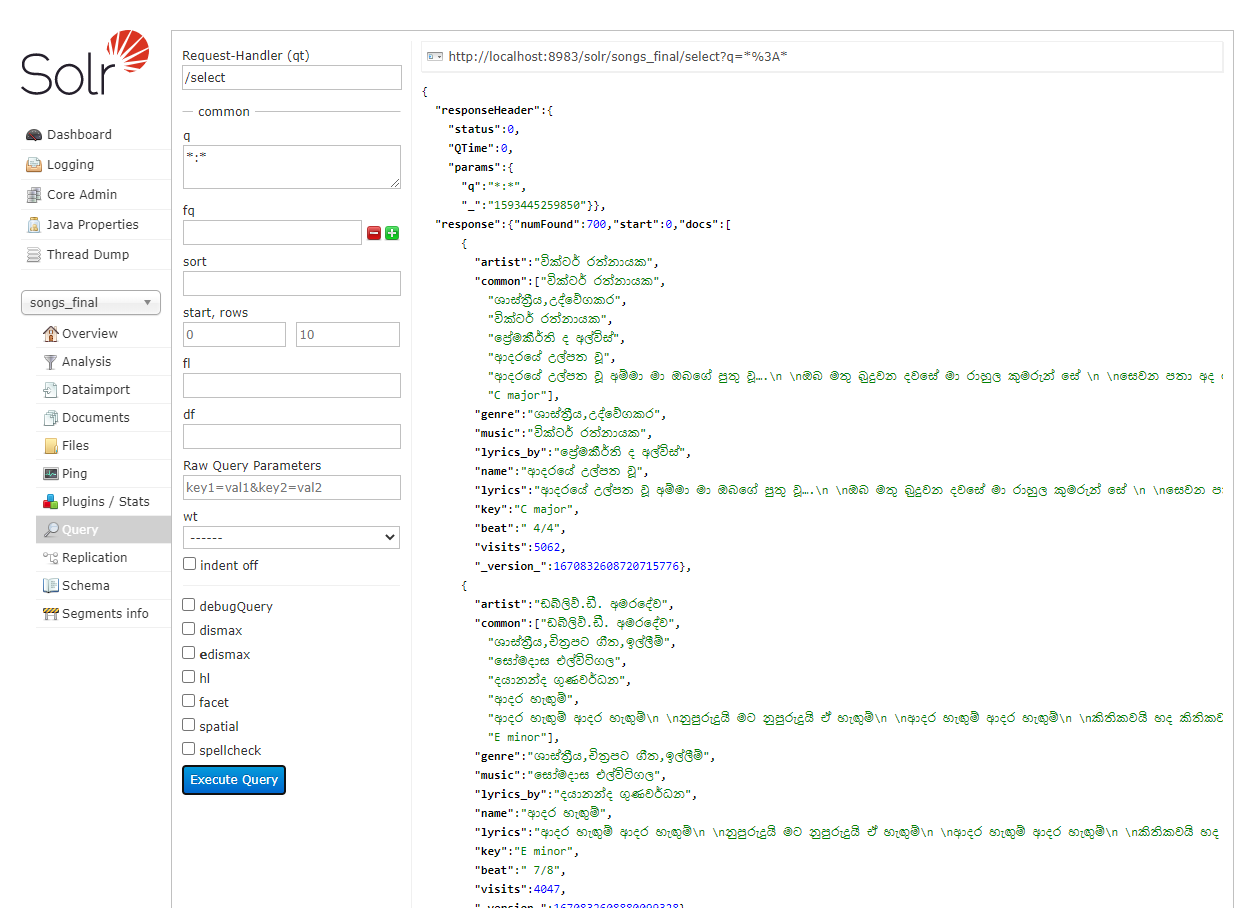 Solr
Dashboard
Logging
Core Admin
Java Properties
Thread Dump
songs_final
Overview
Analysis
Dataimport
Documents
Files
Ping
Plugins / Stats
Query
Replication
Schema
Segments info
Request-Handler (qt)
/select
common
q
*:*
fq
sort
start, rows
0 10
fl
df
Raw Query Parameters
key1=val1&key2=val2
wt
------
indent off
debugQuery
dismax
edismax
hl
facet
spatial
spellcheck
Execute Query
http://localhost:8983/solr/songs_final/select?q=*%3A*
{
"responseHeader":{
"status":0,
"QTime":0,
"params":{
"q":"*:*",
"_":"1593445259850"}},
"response":{"numFound":700,"start":0,"docs":[
{
"artist":"වික්ටර් රත්නායක",
"common":["වික්ටර් රත්නායක",
"ශාස්ත්‍රීය,උද්වේගකර",
"වික්ටර් රත්නායක",
"ප්‍රේමකීර්ති ද අල්විස්",
"ආදරයේ උල්පත වූ",
"ආදරයේ උල්පත වූ අම්මා මා ඔබගේ පුතු වූ….\n \nඔබ මතු බුදුවන දවසේ මා රාහුල කුමරුන් සේ \n \nසෙවන පතා අද
"C major"],
"genre":"ශාස්ත්‍රීය,උද්වේගකර",
"music":"වික්ටර් රත්නායක",
"lyrics_by":"ප්‍රේමකීර්ති ද අල්විස්",
"name":"ආදරයේ උල්පත වූ",
"lyrics":"ආදරයේ උල්පත වූ අම්මා මා ඔබගේ පුතු වූ….\n \nඔබ මතු බුදුවන දවසේ මා රාහුල කුමරුන් සේ \n \nසෙවන
"key":"C major",
"beat":" 4/4",
"visits":5062,
"_version_":1670832608720715776},
{
"artist":"ඩබ්ලිව්.ඩී. අමරදේව",
"common":["ඩබ්ලිව්.ඩී. අමරදේව",
"ශාස්ත්‍රීය,චිත්‍රපට ගීත,ඉල්ලීම්",
"සෝමදාස එල්විටිගල",
"දයානන්ද ගුණවර්ධන",
"ආදර හැඟුම්",
"ආදර හැඟුම් ආදර හැඟුම්\n \nනුපුරුදුයි මට නුපුරුදුයි ඒ හැඟුම්\n \nආදර හැඟුම් ආදර හැඟුම්\n \nකිතිකවයි හද
"E minor"],
"genre":"ශාස්ත්‍රීය,චිත්‍රපට ගීත,ඉල්ලීම්",
"music":"සෝමදාස එල්විටිගල",
"lyrics_by":"දයානන්ද ගුණවර්ධන",
"name":"ආදර හැඟුම්",
"lyrics":"ආදර හැඟුම් ආදර හැඟුම්\n \nනුපුරුදුයි මට නුපුරුදුයි ඒ හැඟුම්\n \nආදර හැඟුම් ආදර හැඟුම්\n \nකිතිකවයි හද
"key":"E minor",
"beat":" 7/8",
"visits":4047,